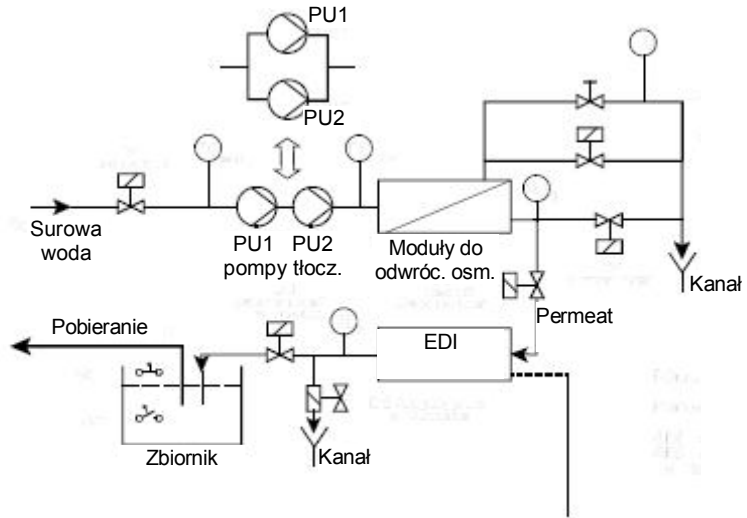 PU1
PU2
Surowa
woda
PU1
PU2
pompy tłocz.
Moduły do
odwróc. osm.
Kanał
Permeat
Pobieranie
EDI
Zbiornik
Kanał